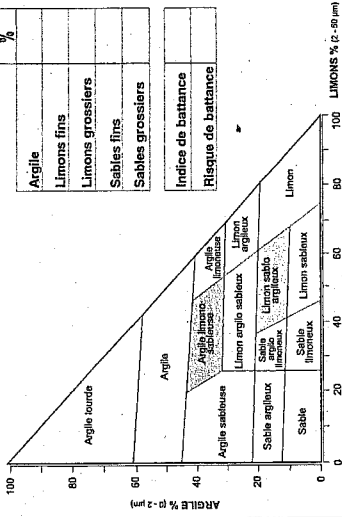 %
Argile
Limons fins
Limons grossiers
Sables fins
Sables grossiers
Indice de battance
Risque de battance
ARGILE % (0 - 2 µm)
100
80
60
40
20
0
Argile lourde
Argile
Argile limono
sableuse
Argile
limoneuse
Argile sableuse
Limon argilo sableux
Limon
argileux
Sable argileux
Sable
argilo
limoneux
Limon sablo
argileux
Limon
Sable
Sable
limoneux
Limon sableux
0
20
40
60
80
100
LIMONS % (2 - 50 µm)